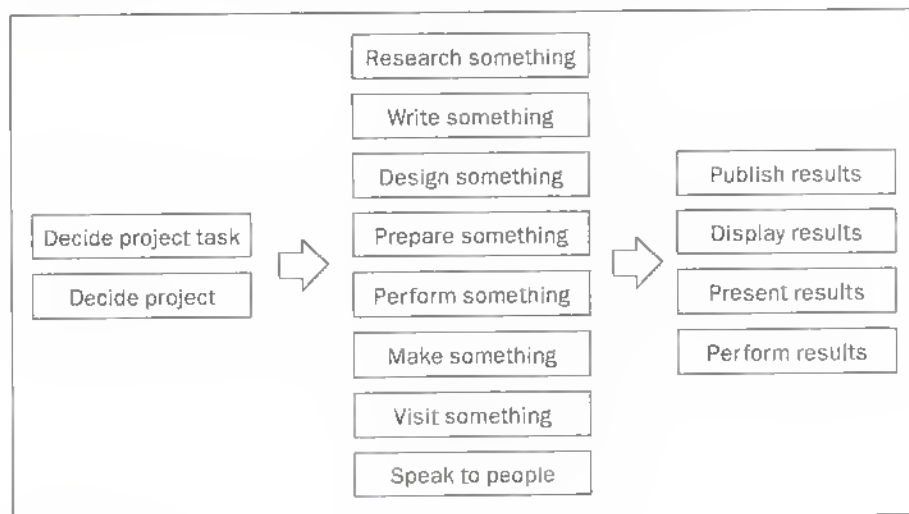 Decide project task
Decide project
Research something
Write something
Design something
Prepare something
Perform something
Make something
Visit something
Speak to people
Publish results
Display results
Present results
Perform results